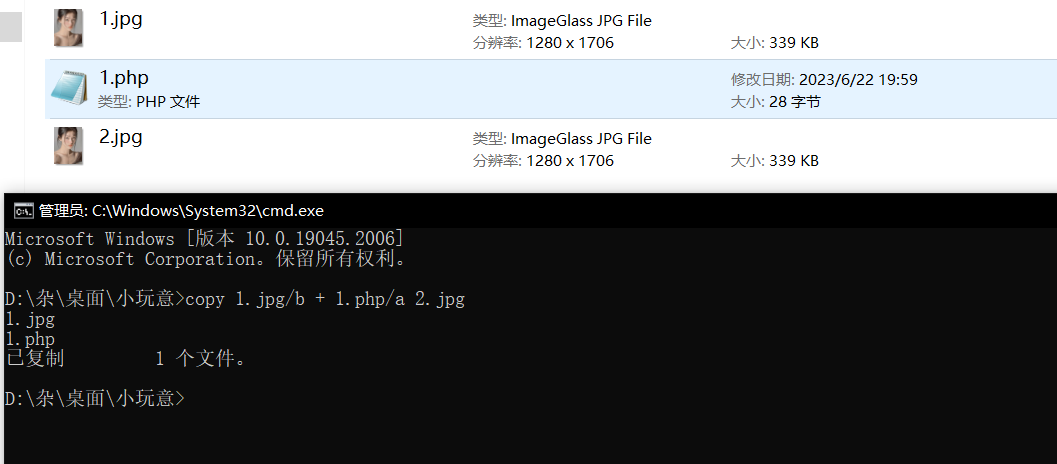 1.jpg
类型: ImageGlass JPG File
分辨率: 1280 x 1706
大小: 339 KB
1.php
修改日期: 2023/6/22 19:59
类型: PHP 文件
大小: 28 字节
2.jpg
类型: ImageGlass JPG File
分辨率: 1280 x 1706
大小: 339 KB
C:\. 管理员: C:\Windows\System32\cmd.exe
Microsoft Windows [版本 10.0.19045.2006]
(c) Microsoft Corporation。保留所有权利。
D:\杂\桌面\小玩意>copy 1.jpg/b + 1.php/a 2.jpg
1.jpg
1.php
已复制         1 个文件。
D:\杂\桌面\小玩意>